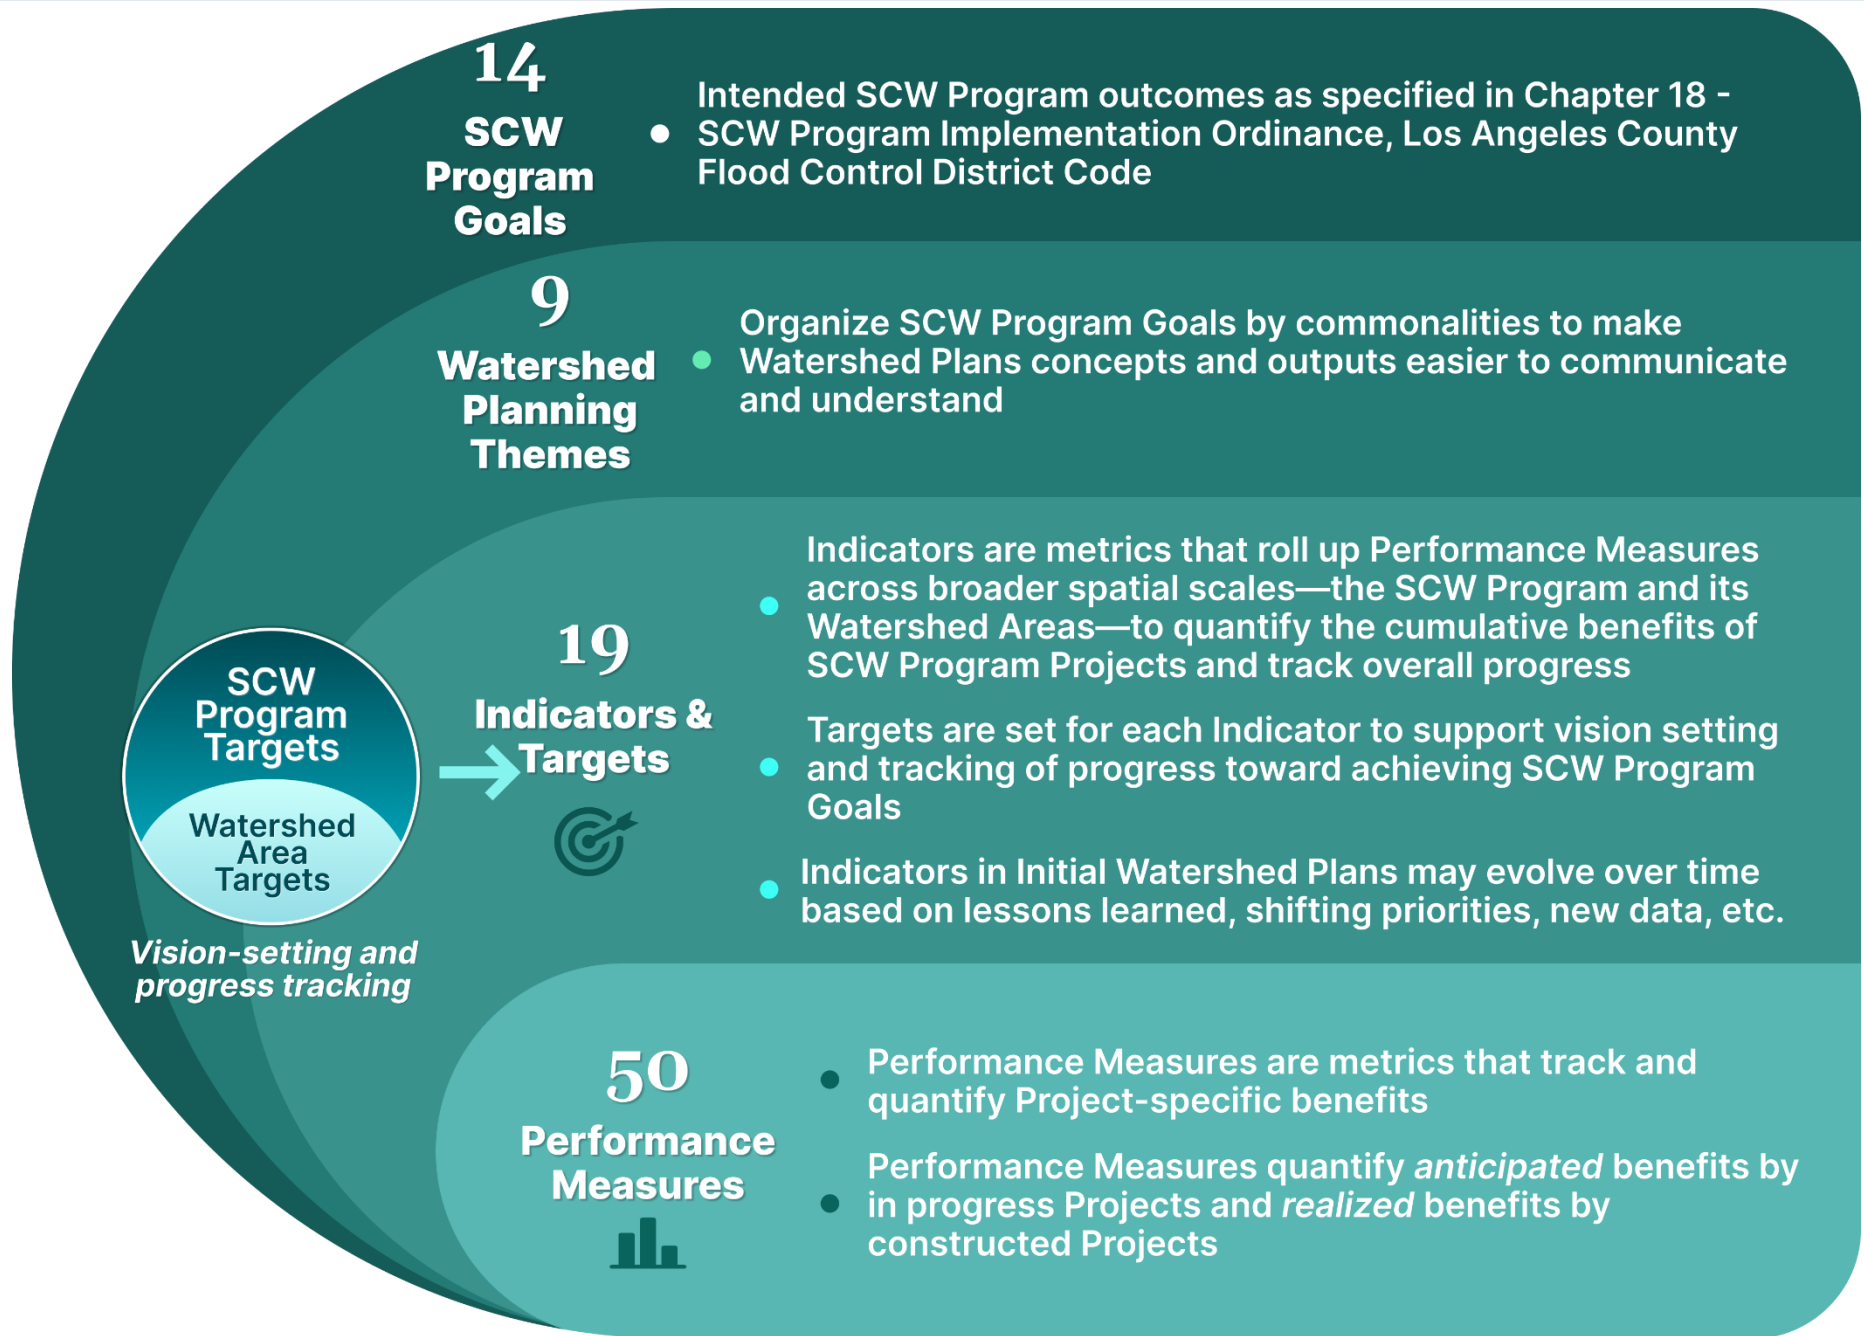 14
SCW
Program
Goals
Intended SCW Program outcomes as specified in Chapter 18 -
SCW Program Implementation Ordinance, Los Angeles County
Flood Control District Code
9
Watershed
Planning
Themes
Organize SCW Program Goals by commonalities to make
Watershed Plans concepts and outputs easier to communicate
and understand
SCW
Program
Targets
Watershed
Area
Targets
Vision-setting and
progress tracking
19
Indicators &
Targets
Indicators are metrics that roll up Performance Measures
across broader spatial scales—the SCW Program and its
Watershed Areas—to quantify the cumulative benefits of
SCW Program Projects and track overall progress
Targets are set for each Indicator to support vision setting
and tracking of progress toward achieving SCW Program
Goals
Indicators in Initial Watershed Plans may evolve over time
based on lessons learned, shifting priorities, new data, etc.
50
Performance
Measures
Performance Measures are metrics that track and
quantify Project-specific benefits
Performance Measures quantify anticipated benefits by
in progress Projects and realized benefits by
constructed Projects